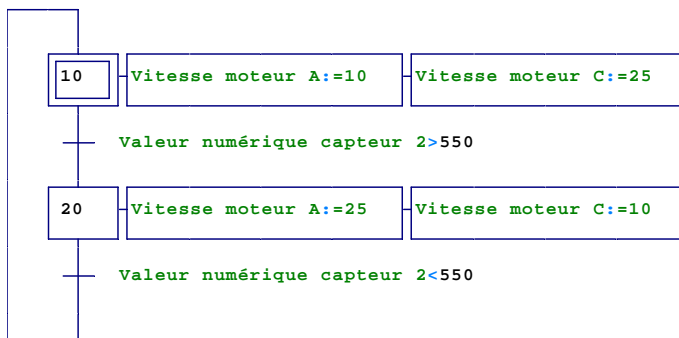 10 Vitesse moteur A:=10 Vitesse moteur C:=25
Valeur numérique capteur 2>550
20 Vitesse moteur A:=25 Vitesse moteur C:=10
Valeur numérique capteur 2<550